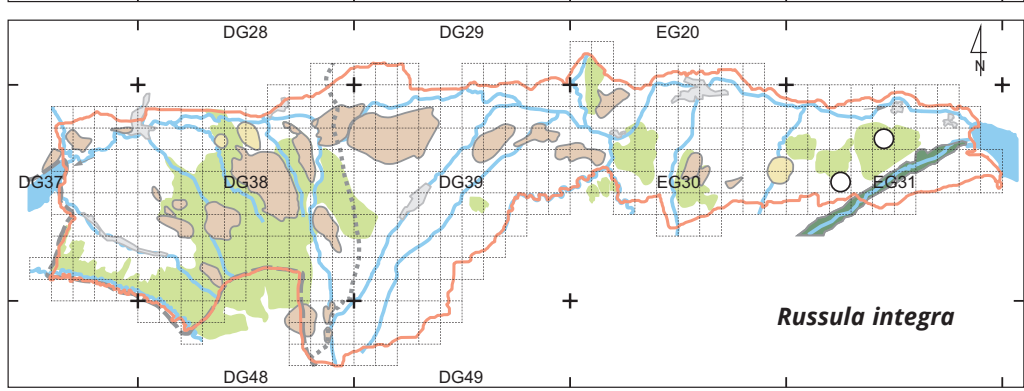 DG28 DG29 EG20
N
DG37 DG38 DG39 EG30 EG31
Russula integra
DG48 DG49